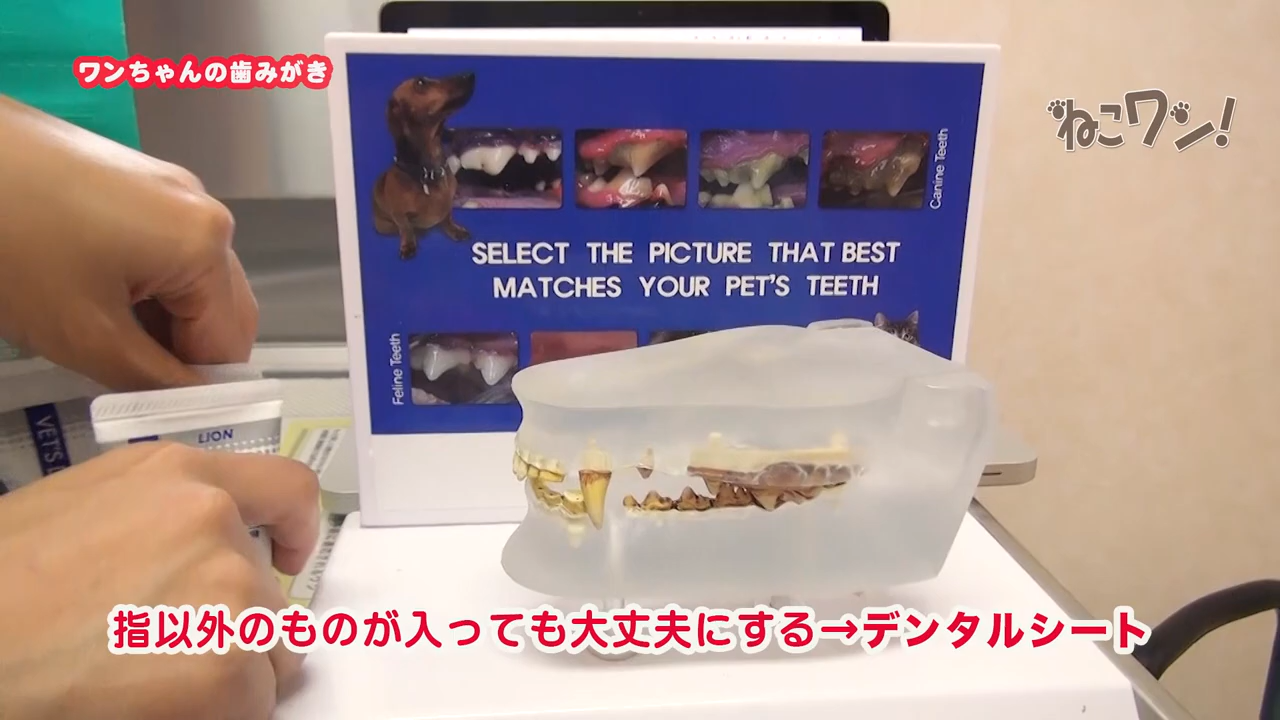 ワンちゃんの歯みがき
ねこワン!
Canine Teeth
SELECT THE PICTURE THAT BEST
MATCHES YOUR PET'S TEETH
Feline Teeth
LION
VET'S
指以外のものが入っても大丈夫にする→デンタルシート